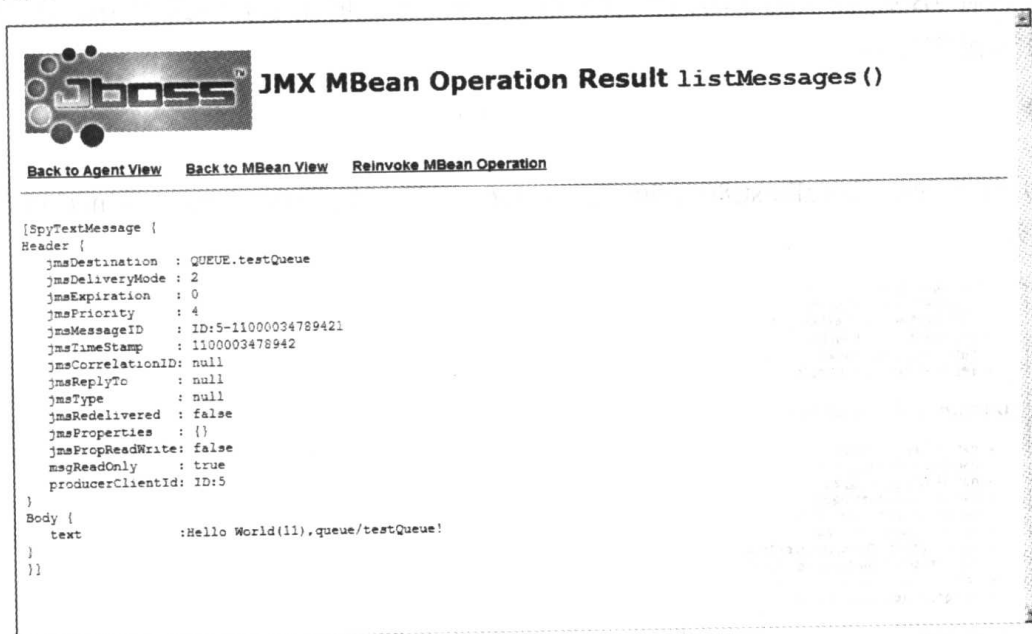 Jboss™
JMX MBean Operation Result listMessages()
Back to Agent View Back to MBean View Reinvoke MBean Operation
[SpyTextMessage {
Header {
   jmsDestination  : QUEUE.testQueue
   jmsDeliveryMode : 2
   jmsExpiration   : 0
   jmsPriority     : 4
   jmsMessageID    : ID:5-11000034789421
   jmsTimeStamp    : 1100003478942
   jmsCorrelationID: null
   jmsReplyTo      : null
   jmsType         : null
   jmsRedelivered  : false
   jmsProperties   : {}
   jmsPropReadWrite: false
   msgReadOnly     : true
   producerClientId: ID:5
}
Body {
   text            :Hello World(11),queue/testQueue!
}
}]